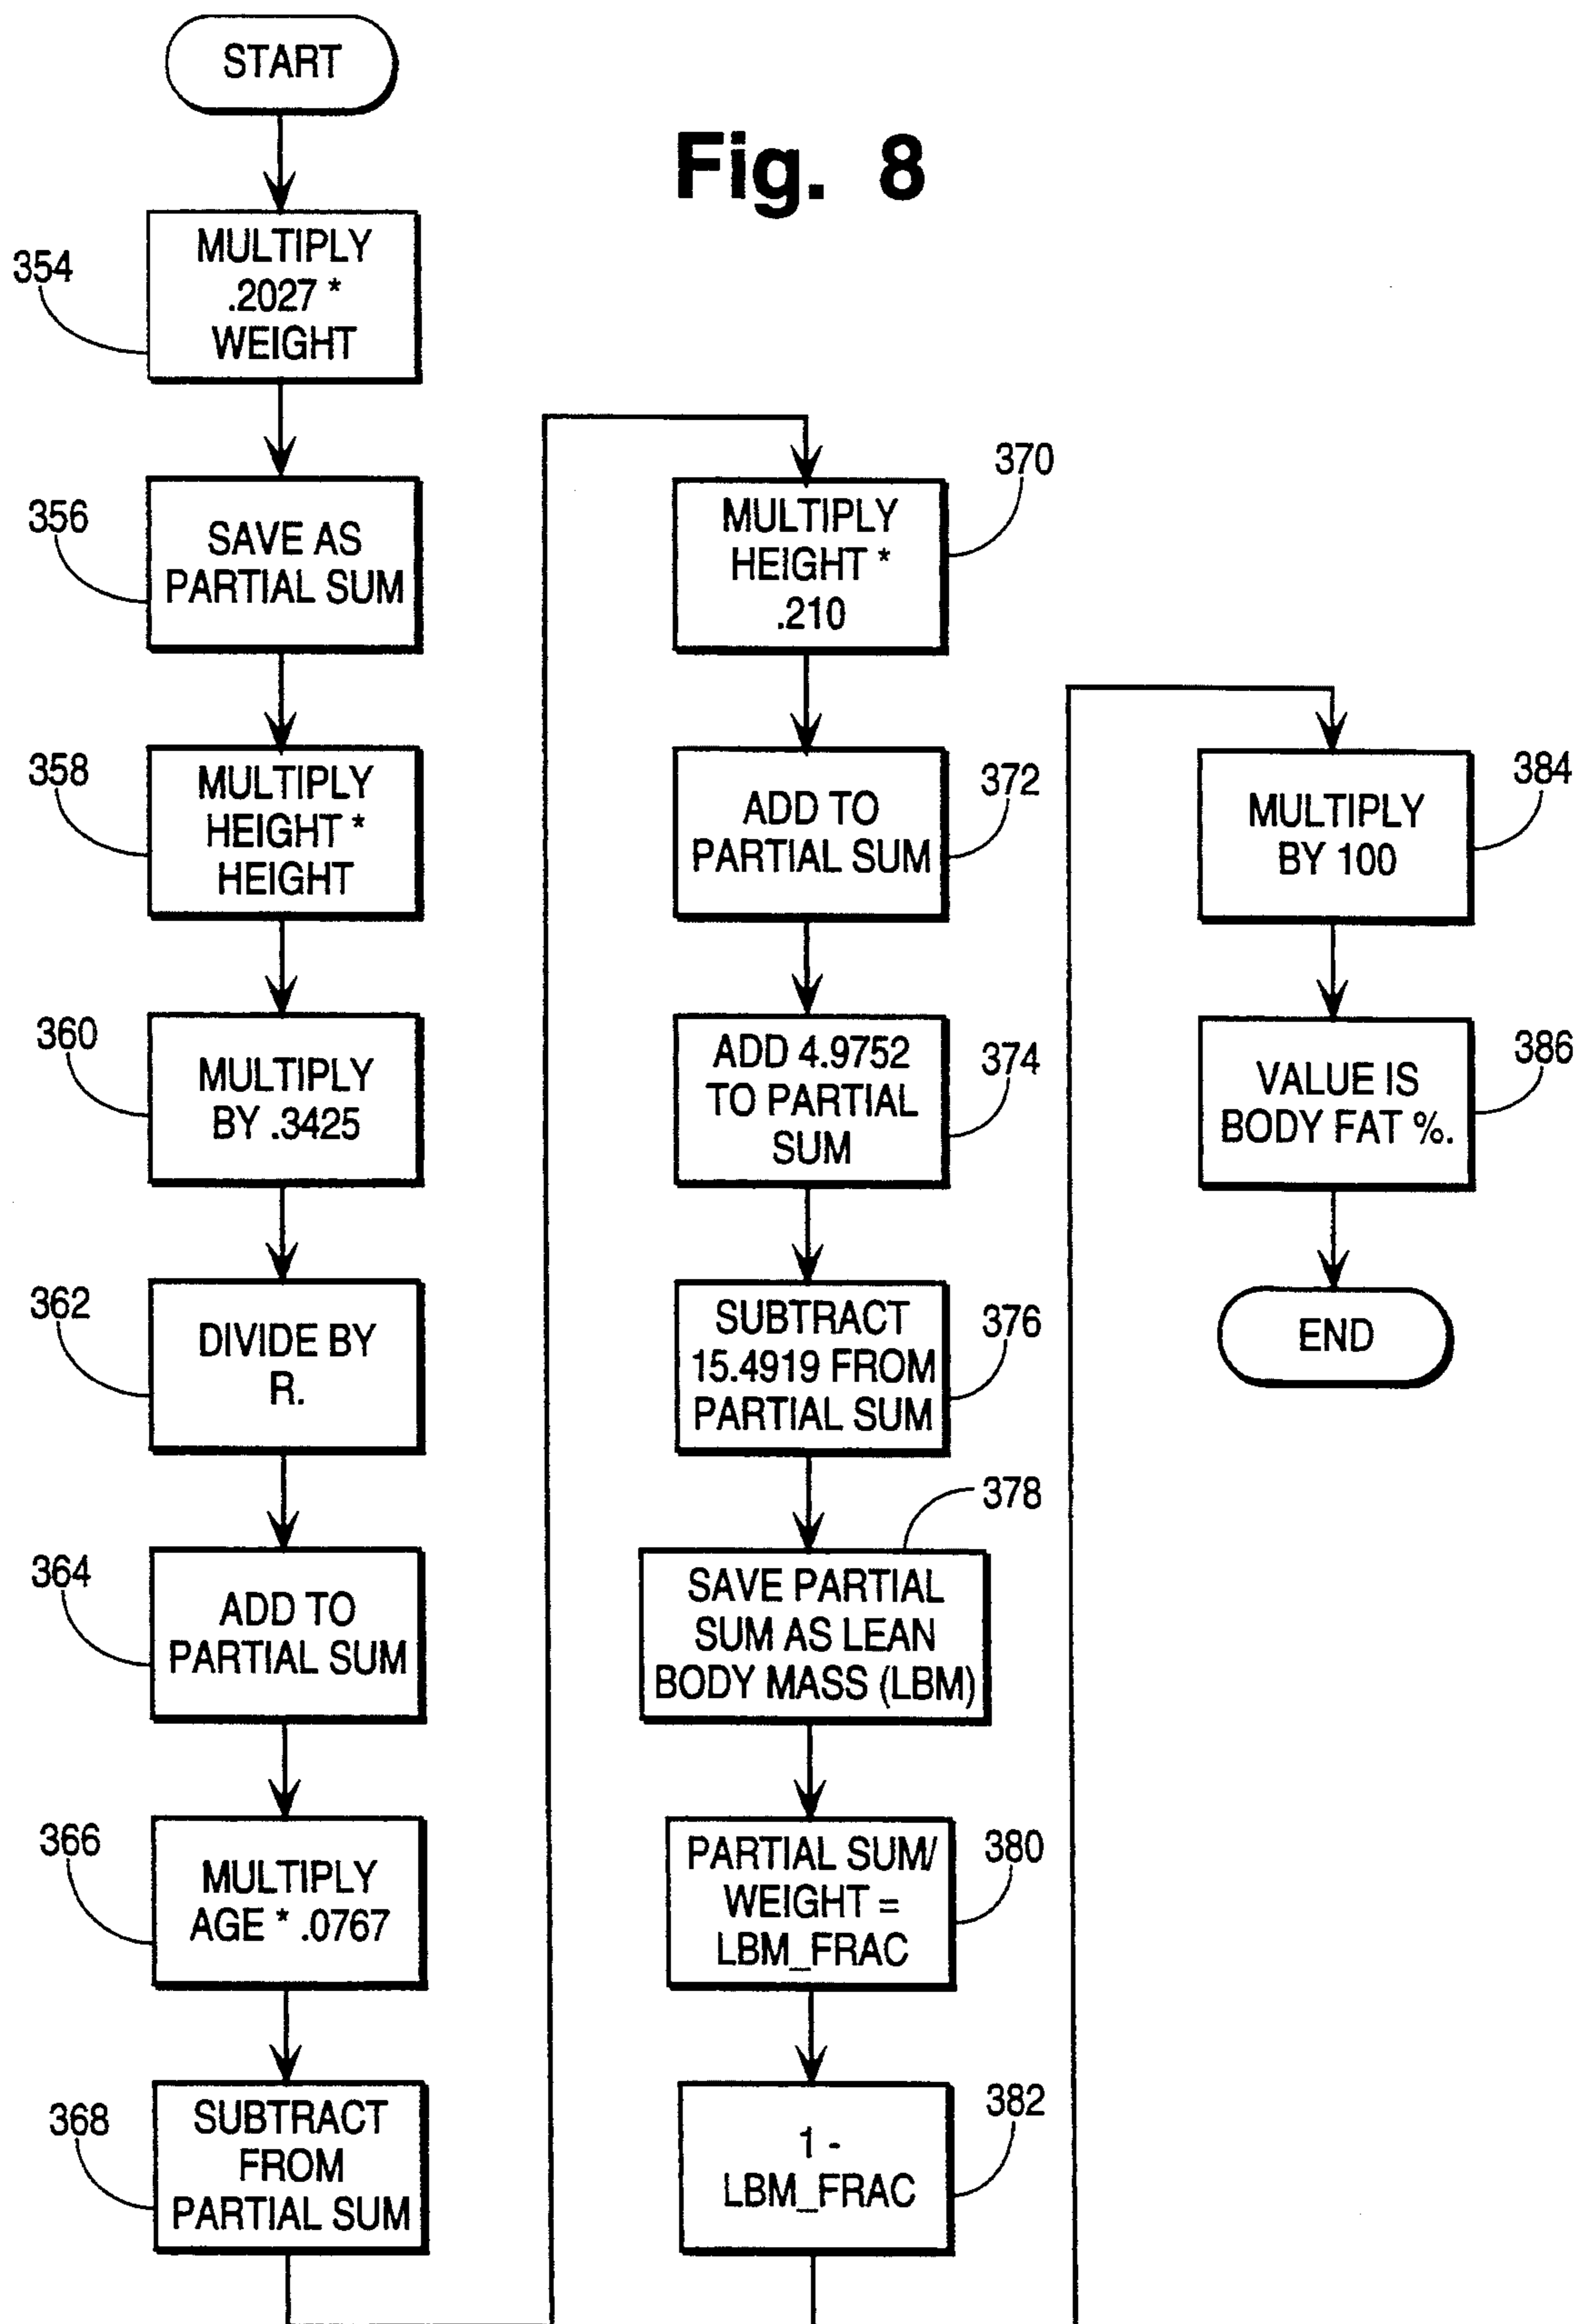 START
Fig. 8
354
MULTIPLY
.2027 *
WEIGHT
356
SAVE AS
PARTIAL SUM
358
MULTIPLY
HEIGHT *
HEIGHT
360
MULTIPLY
BY .3425
362
DIVIDE BY
R.
364
ADD TO
PARTIAL SUM
366
MULTIPLY
AGE * .0767
368
SUBTRACT
FROM
PARTIAL SUM
370
MULTIPLY
HEIGHT *
.210
372
ADD TO
PARTIAL SUM
374
ADD 4.9752
TO PARTIAL
SUM
376
SUBTRACT
15.4919 FROM
PARTIAL SUM
378
SAVE PARTIAL
SUM AS LEAN
BODY MASS (LBM)
380
PARTIAL SUM/
WEIGHT =
LBM_FRAC
382
1 -
LBM_FRAC
384
MULTIPLY
BY 100
386
VALUE IS
BODY FAT %.
END